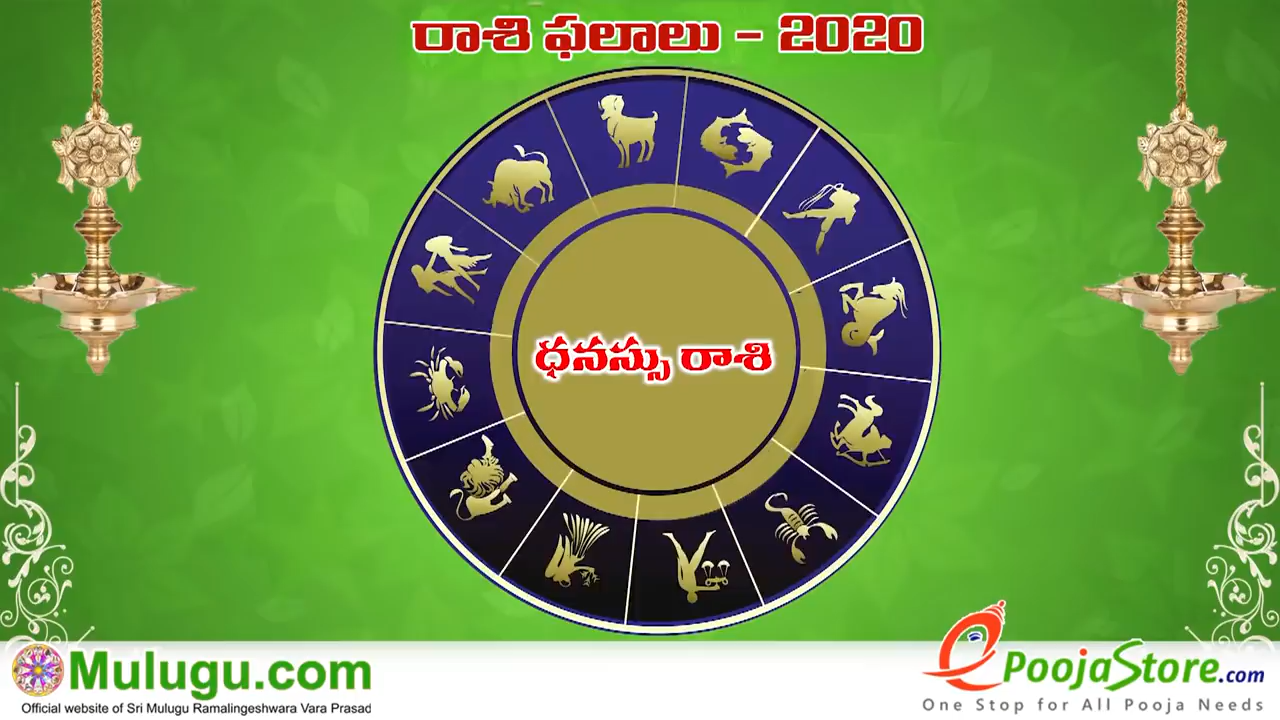 రాశి ఫలాలు - 2020
ధనస్సు రాశి
Mulugu.com
Official website of Sri Mulugu Ramalingeshwara Vara Prasad
ePoojaStore.com
One Stop for All Pooja Needs